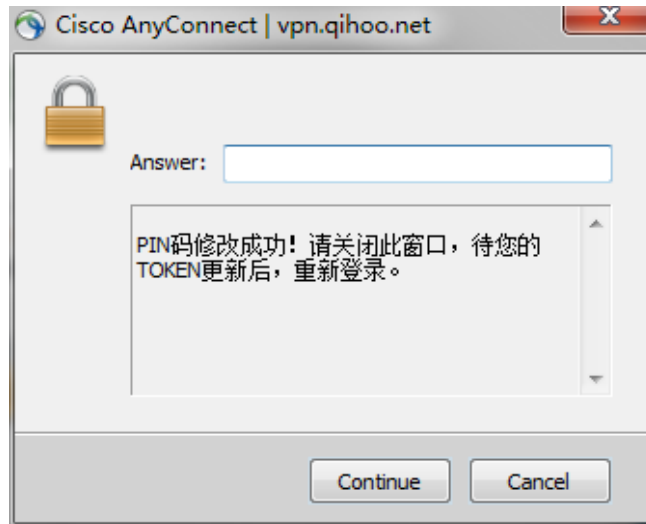 Cisco AnyConnect | vpn.qihoo.net
Answer:
PIN码修改成功！请关闭此窗口，待您的
TOKEN更新后，重新登录。
Continue
Cancel